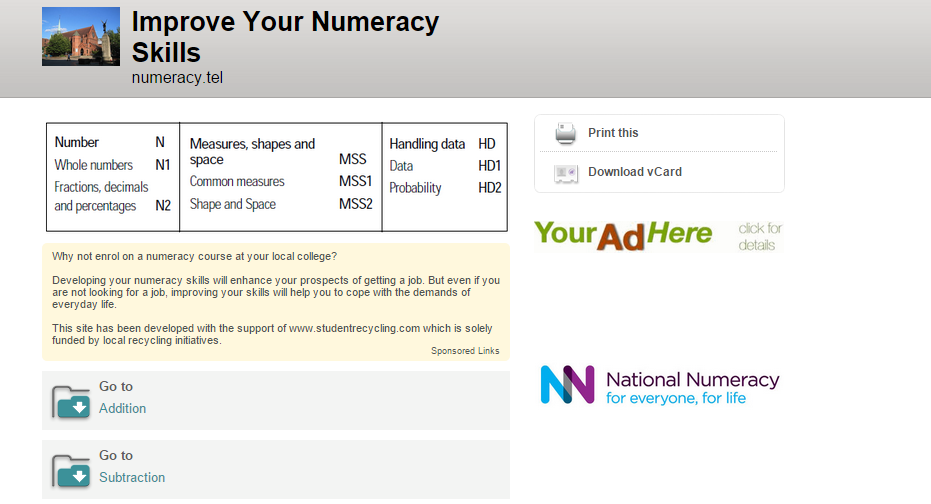 Improve Your Numeracy
Skills
numeracy.tel
Number N
Whole numbers N1
Fractions, decimals
and percentages N2
Measures, shapes and
space MSS
Common measures MSS1
Shape and Space MSS2
Handling data HD
Data HD1
Probability HD2
Why not enrol on a numeracy course at your local college?
Developing your numeracy skills will enhance your prospects of getting a job. But even if you
are not looking for a job, improving your skills will help you to cope with the demands of
everyday life.
This site has been developed with the support of www.studentrecycling.com which is solely
funded by local recycling initiatives.
Sponsored Links
Go to
Addition
Go to
Subtraction
Print this
Download vCard
Your Ad Here click for
details
National Numeracy
for everyone, for life